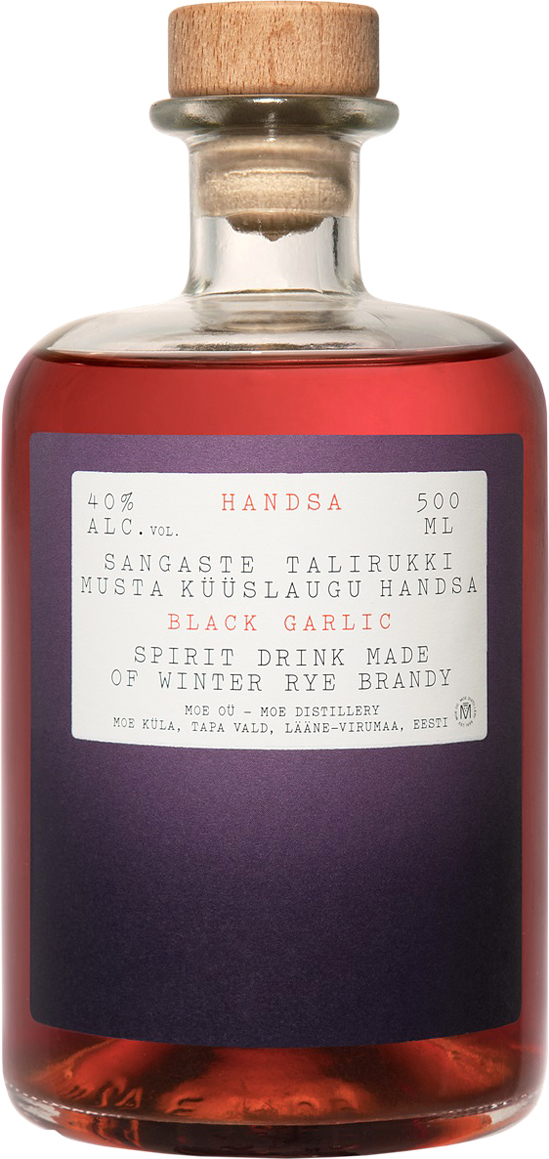 40% HANDSA 500
ALC.VOL. ML
SANGASTE TALIRUKKI
MUSTA KÜÜSLAUGU HANDSA
BLACK GARLIC
SPIRIT DRINK MADE
OF WINTER RYE BRANDY
MOE OÜ – MOE DISTILLERY
MOE KÜLA, TAPA VALD, LÄÄNE-VIRUMAA, EESTI